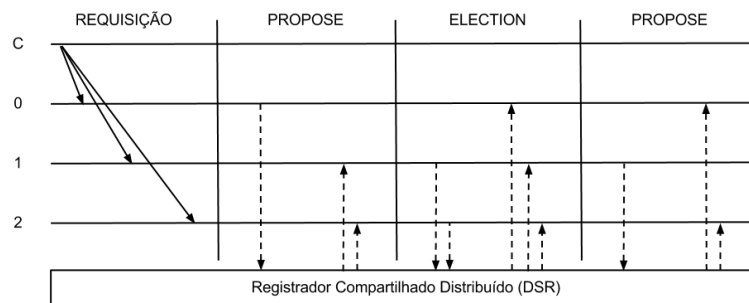 REQUISIÇÃO PROPOSE ELECTION PROPOSE
C
0
1
2
Registrador Compartilhado Distribuído (DSR)